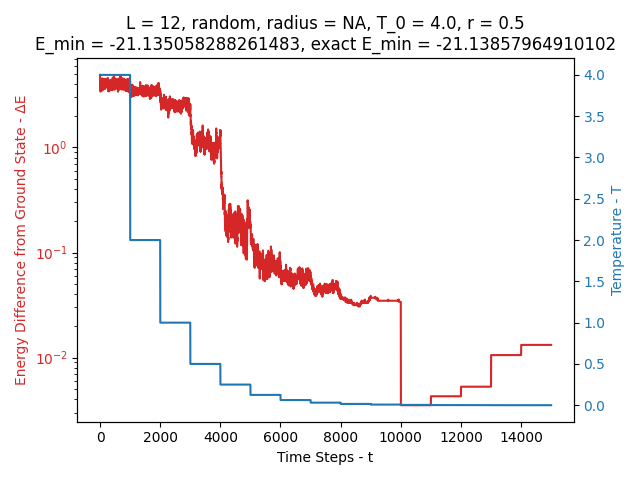 L = 12, random, radius = NA, T_0 = 4.0, r = 0.5
E_min = -21.135058288261483, exact E_min = -21.13857964910102
Energy Difference from Ground State - ΔE
10^0
10^-1
10^-2
0 2000 4000 6000 8000 10000 12000 14000
Time Steps - t
4.0
3.5
3.0
2.5
2.0
1.5
1.0
0.5
0.0
Temperature - T